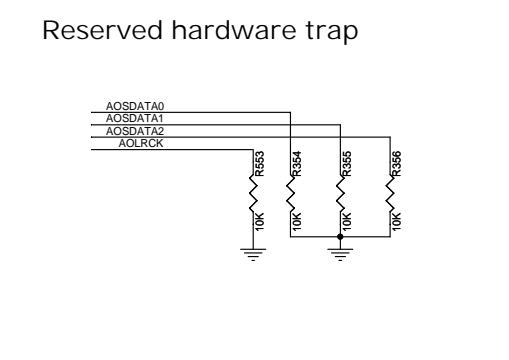 Reserved hardware trap
AOSDATA0
AOSDATA1
AOSDATA2
AOLRCK
R553
R354
R355
R356
10K
10K
10K
10K